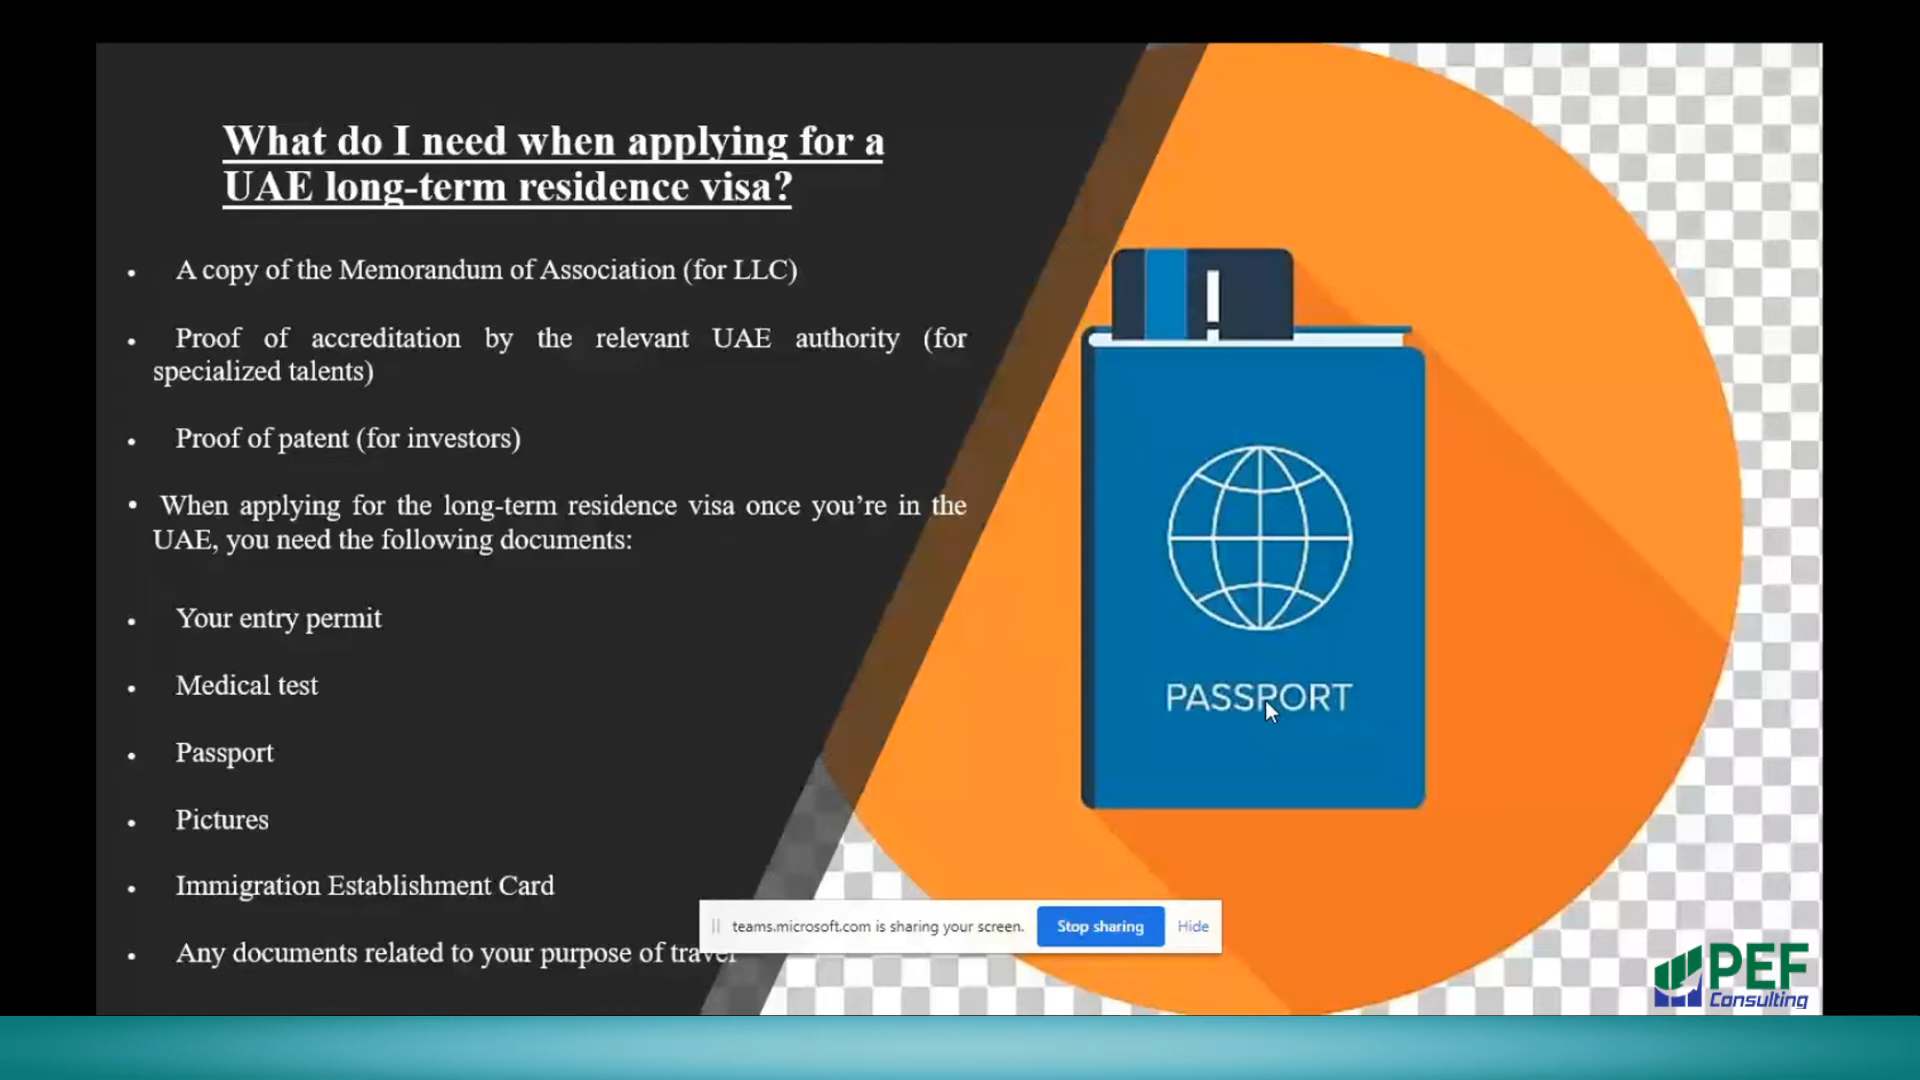 What do I need when applying for a
UAE long-term residence visa?
• A copy of the Memorandum of Association (for LLC)
• Proof of accreditation by the relevant UAE authority (for
specialized talents)
• Proof of patent (for investors)
• When applying for the long-term residence visa once you’re in the
UAE, you need the following documents:
• Your entry permit
• Medical test
• Passport
• Pictures
• Immigration Establishment Card
• Any documents related to your purpose of travel
PASSPORT
teams.microsoft.com is sharing your screen.
Stop sharing
Hide
PEF
Consulting